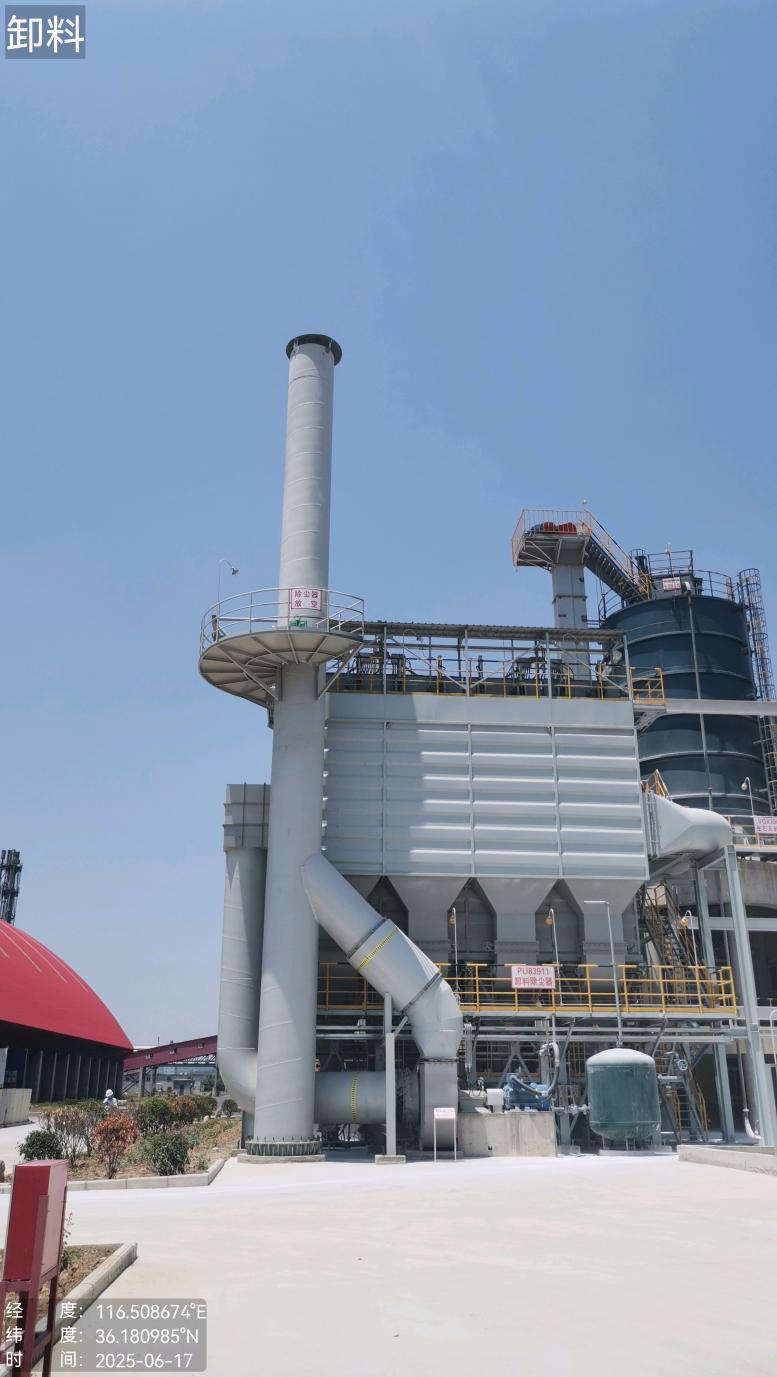 卸料
除尘器
放 空
PU83911
卸料除尘器
经 度: 116.508674°E
纬 度: 36.180985°N
时 间: 2025-06-17